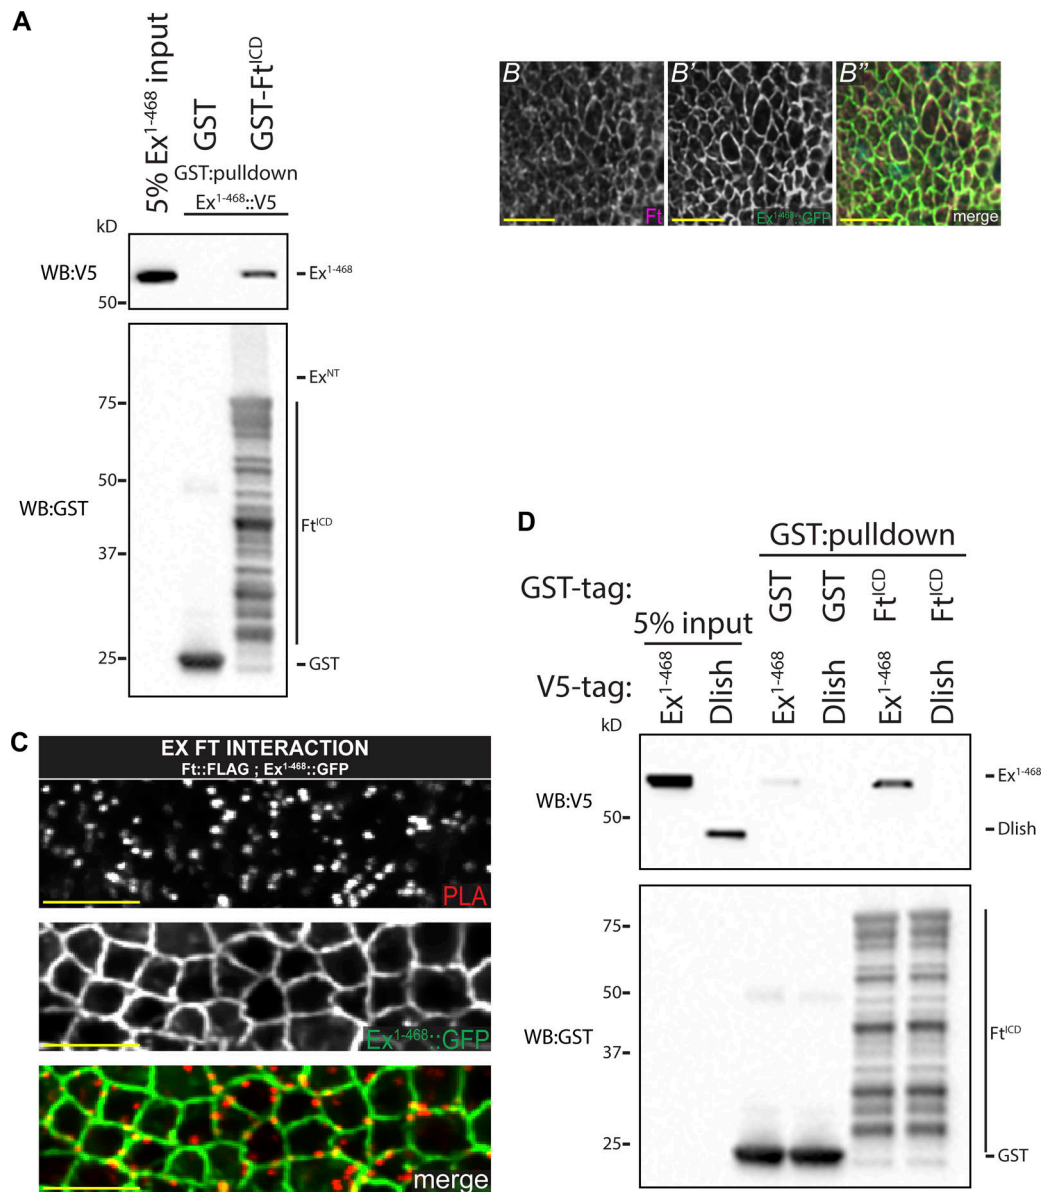 A
5% Ex1-468 input
GST
GST-FtICD
GST:pulldown
Ex1-468::V5
kD
WB:V5
50
Ex1-468
ExNT
75
50
WB:GST
FtICD
37
25
GST
B
Ft
B'
Ex1-468::GFP
B"
merge
C
EX FT INTERACTION
Ft::FLAG ; Ex1-468::GFP
PLA
Ex1-468::GFP
merge
D
GST:pulldown
GST-tag:
GST
GST
FtICD
FtICD
5% input
V5-tag:
Ex1-468
Dlish
Ex1-468
Dlish
Ex1-468
Dlish
kD
WB:V5
50
Ex1-468
Dlish
75
50
WB:GST
FtICD
37
25
GST